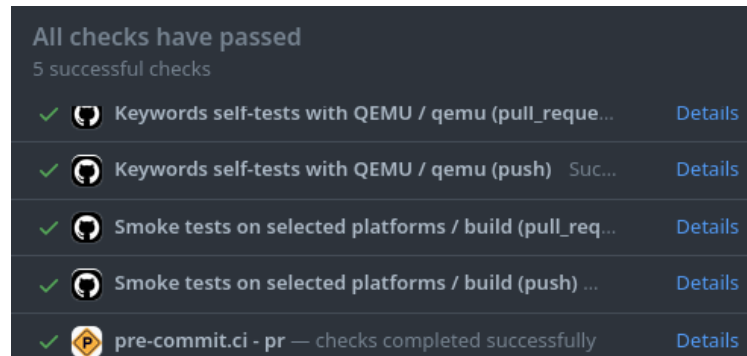 All checks have passed
5 successful checks
Keywords self-tests with QEMU / qemu (pull_reque... Details
Keywords self-tests with QEMU / qemu (push) Suc... Details
Smoke tests on selected platforms / build (pull_req... Details
Smoke tests on selected platforms / build (push) ... Details
P pre-commit.ci - pr — checks completed successfully Details